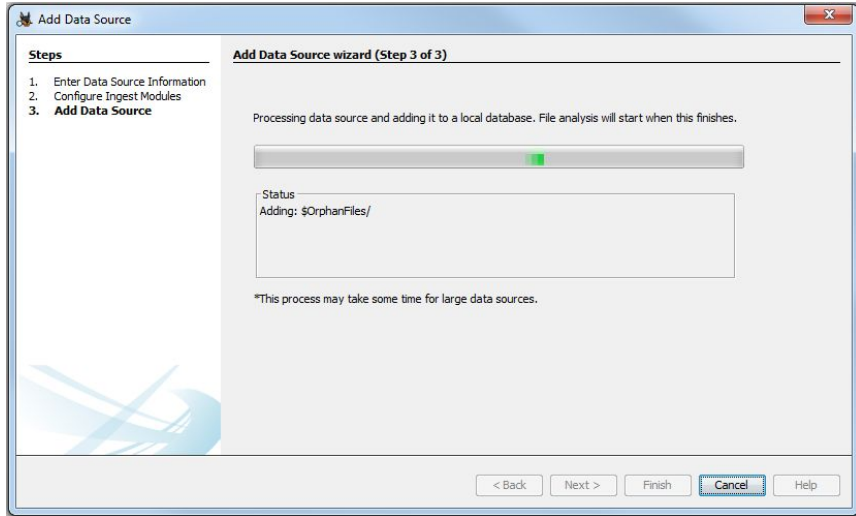 Add Data Source
Steps
1. Enter Data Source Information
2. Configure Ingest Modules
3. Add Data Source
Add Data Source wizard (Step 3 of 3)
Processing data source and adding it to a local database. File analysis will start when this finishes.
Status
Adding: $OrphanFiles/
*This process may take some time for large data sources.
< Back
Next >
Finish
Cancel
Help